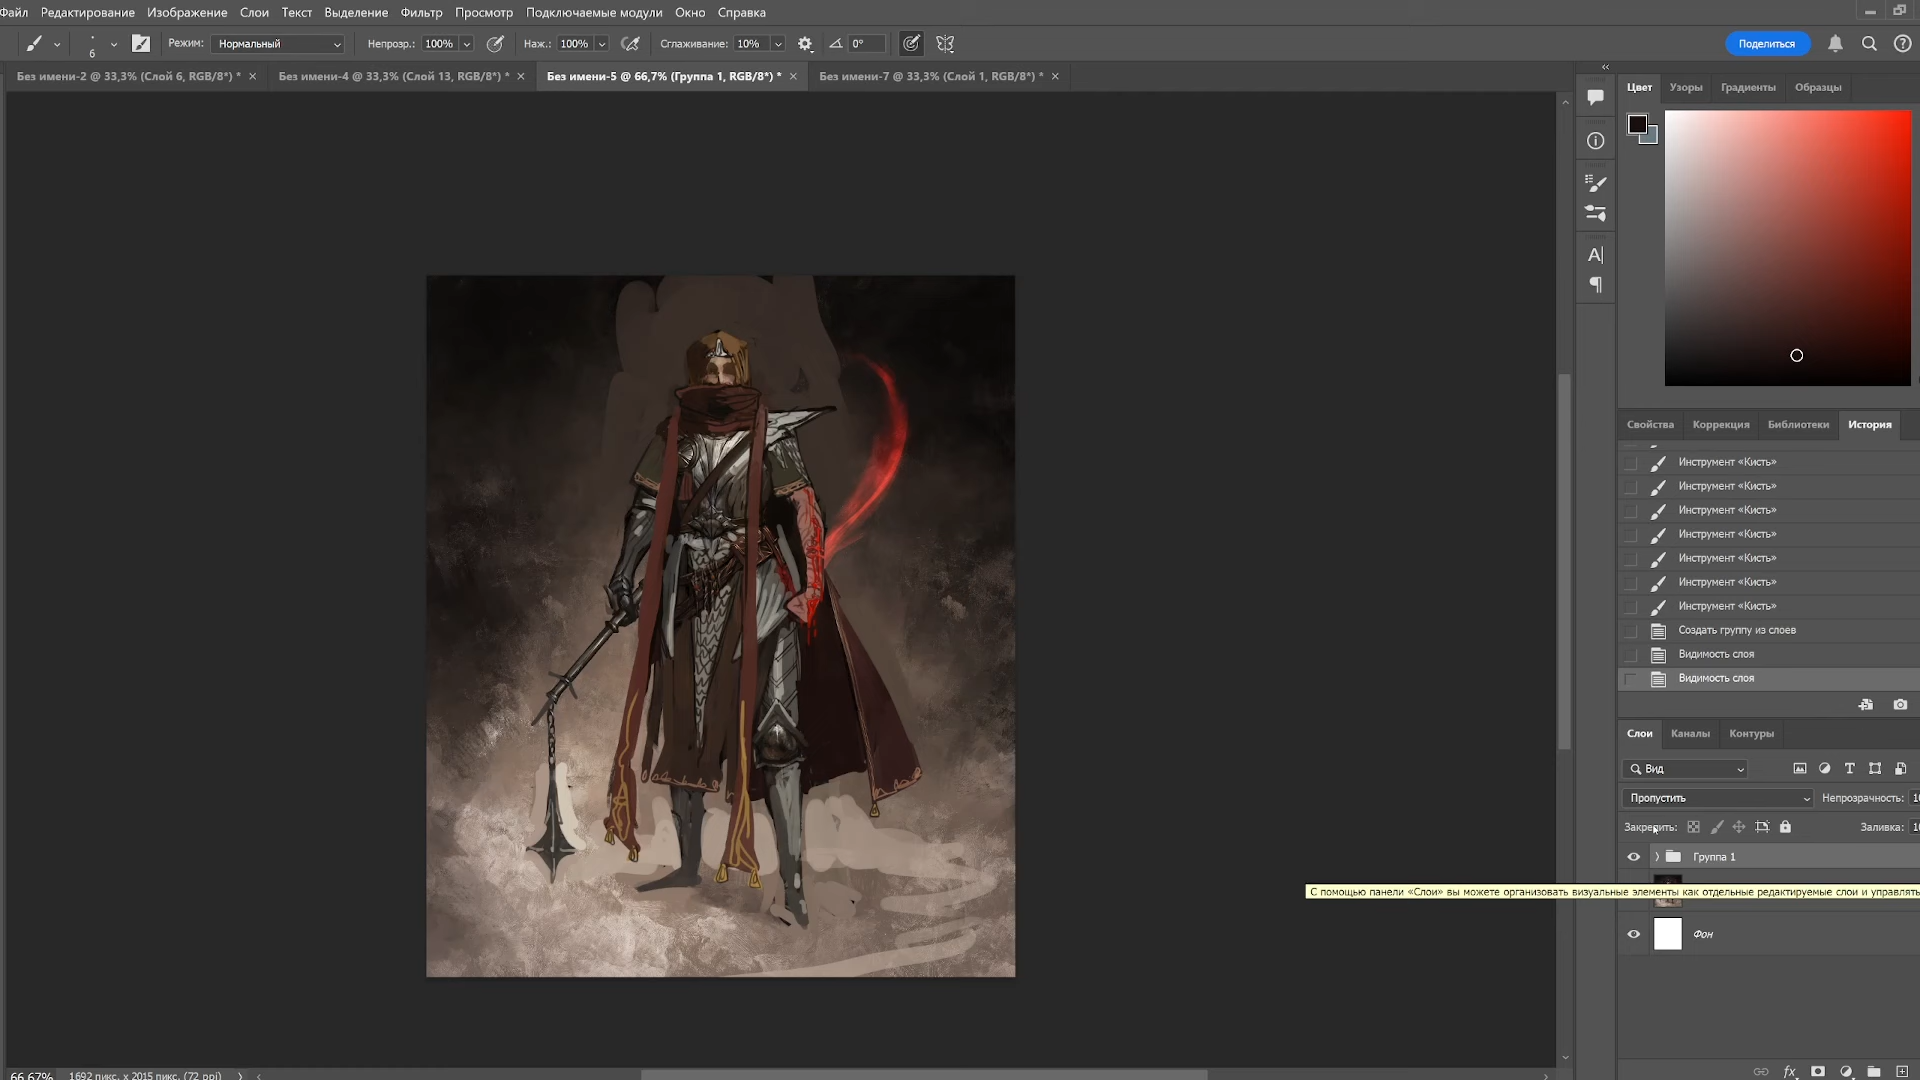 Файл Редактирование Изображение Слои Текст Выделение Фильтр Просмотр Подключаемые модули Окно Справка
6 Режим: Нормальный Непрозр.: 100% Наж.: 100% Сглаживание: 10% 0° Поделиться
Без имени-2 @ 33,3% (Слой 6, RGB/8*) * Без имени-4 @ 33,3% (Слой 13, RGB/8*) * Без имени-5 @ 66,7% (Группа 1, RGB/8*) * Без имени-7 @ 33,3% (Слой 1, RGB/8*) *
Цвет Узоры Градиенты Образцы
Свойства Коррекция Библиотеки История
Инструмент «Кисть»
Инструмент «Кисть»
Инструмент «Кисть»
Инструмент «Кисть»
Инструмент «Кисть»
Инструмент «Кисть»
Инструмент «Кисть»
Создать группу из слоев
Видимость слоя
Видимость слоя
Слои Каналы Контуры
Вид
Пропустить Непрозрачность: 10
Закрепить: Заливка: 10
Группа 1
С помощью панели «Слои» вы можете организовать визуальные элементы как отдельные редактируемые слои и управлять
Фон
66,67% 1692 пикс. x 2015 пикс. (72 ppi)